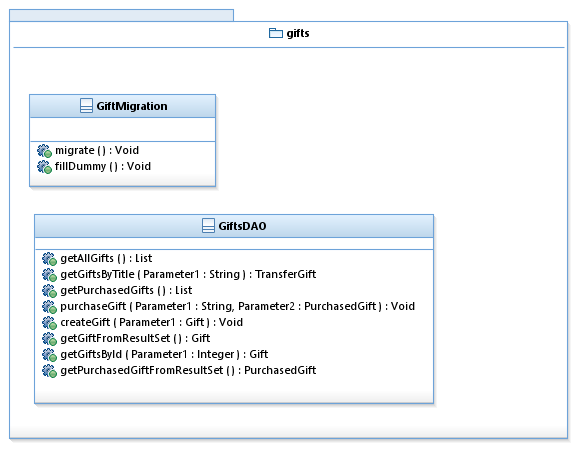 gifts
GiftMigration
migrate ( ) : Void
fillDummy ( ) : Void
GiftsDAO
getAllGifts ( ) : List
getGiftsByTitle ( Parameter1 : String ) : TransferGift
getPurchasedGifts ( ) : List
purchaseGift ( Parameter1 : String, Parameter2 : PurchasedGift ) : Void
createGift ( Parameter1 : Gift ) : Void
getGiftFromResultSet ( ) : Gift
getGiftsById ( Parameter1 : Integer ) : Gift
getPurchasedGiftFromResultSet ( ) : PurchasedGift